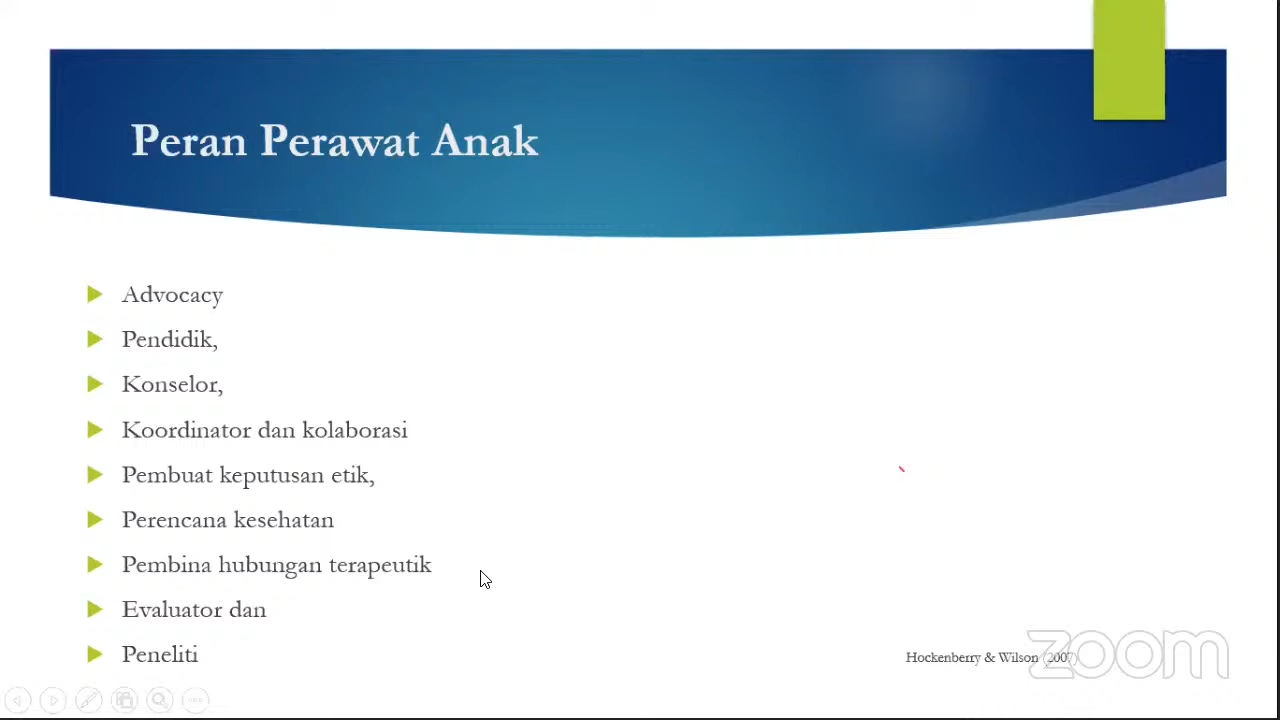 Peran Perawat Anak
Advocacy
Pendidik,
Konselor,
Koordinator dan kolaborasi
Pembuat keputusan etik,
Perencana kesehatan
Pembina hubungan terapeutik
Evaluator dan
Peneliti
Hockenberry & Wilson (2007)
zoom